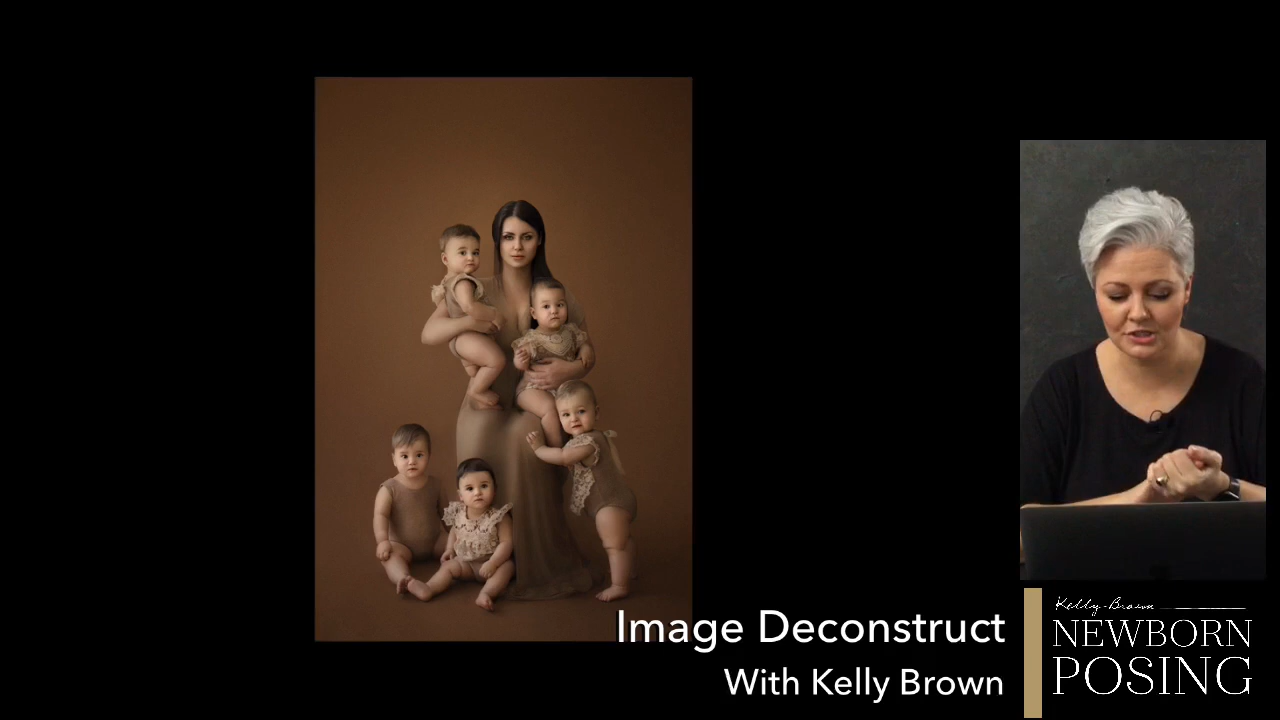 Image Deconstruct
With Kelly Brown
Kelly Brown
NEWBORN
POSING